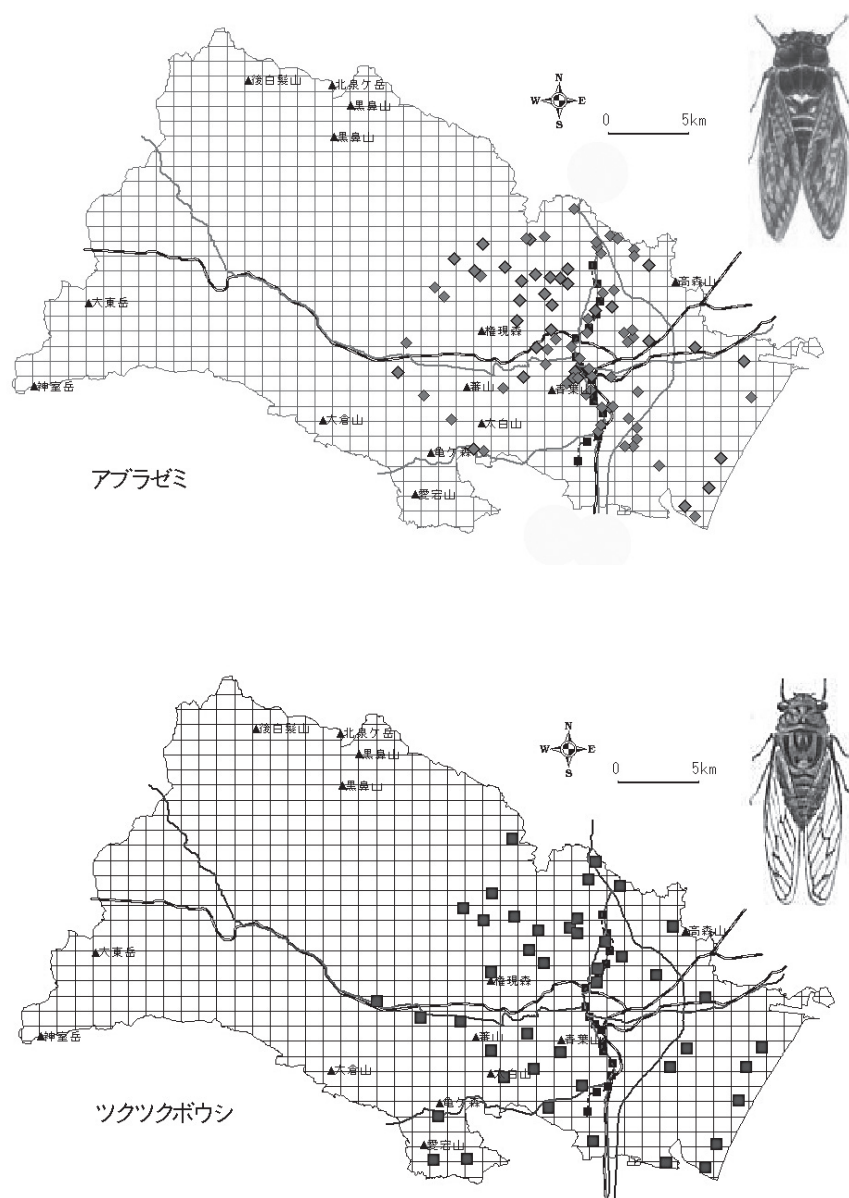 後白髪山
北泉ケ岳
黒鼻山
黒鼻山
N
W E
S
0 5km
高森山
大東岳
権現森
神室岳
蕃山
青葉山
大倉山
太白山
亀ケ森
愛宕山
アブラゼミ
後白髪山
北泉ケ岳
黒鼻山
黒鼻山
N
W E
S
0 5km
高森山
大東岳
権現森
神室岳
蕃山
青葉山
大倉山
太白山
亀ケ森
愛宕山
ツクツクボウシ